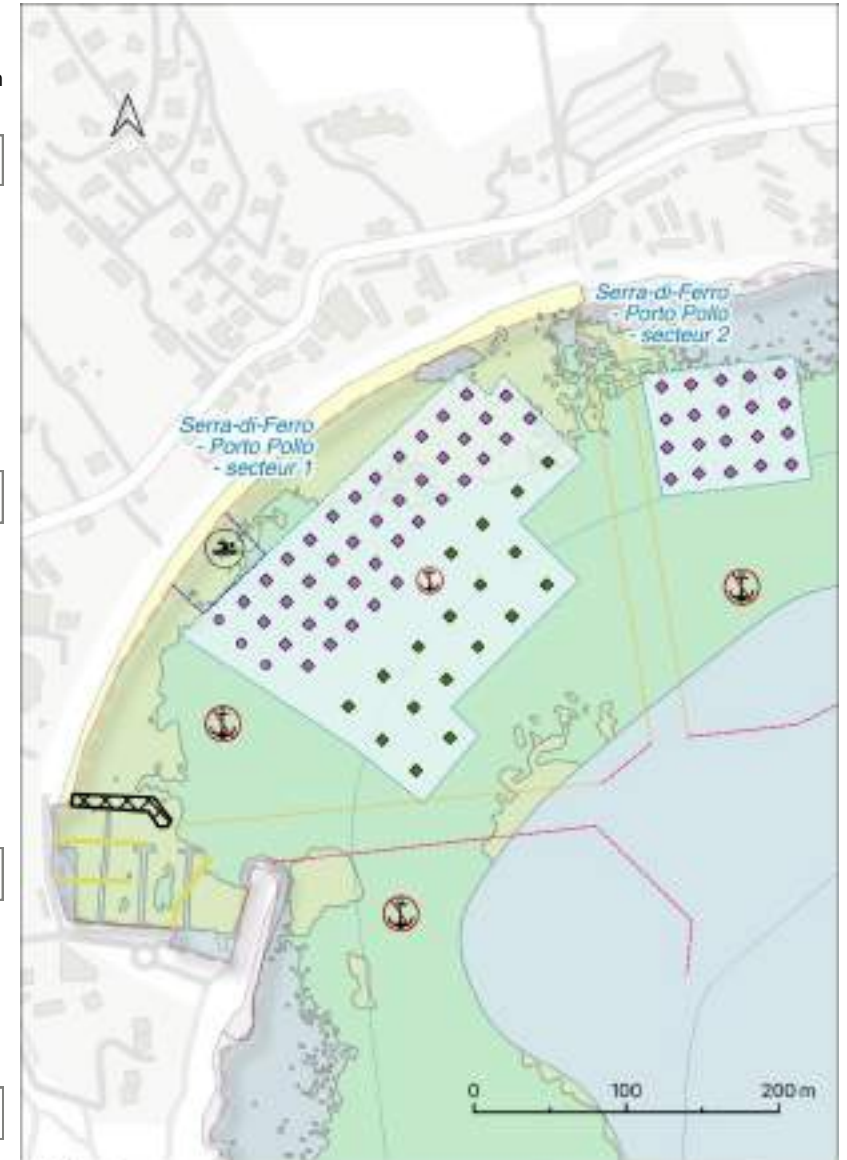 Serra-di-Ferro
- Porto Pollo
- secteur 2
Serra-di-Ferro
- Porto Pollo
- secteur 1
0 100 200 m